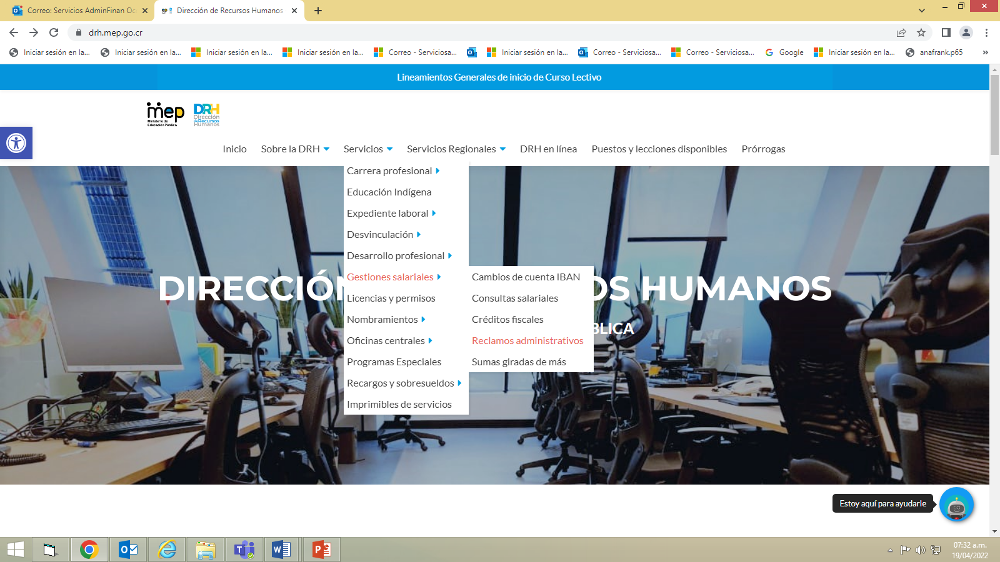 Correo: Servicios AdminFinan Oc
Dirección de Recursos Humanos
drh.mep.go.cr
Iniciar sesión en la...
Iniciar sesión en la...
Iniciar sesión en la...
Iniciar sesión en la...
Correo - Serviciosa...
Iniciar sesión en la...
Correo - Serviciosa...
Correo - Serviciosa...
Google
Iniciar sesión en la...
anafrank.p65
Lineamientos Generales de inicio de Curso Lectivo
mep
Ministerio de
Educación Pública
DRH
Dirección
de Recursos
Humanos
Inicio
Sobre la DRH
Servicios
Servicios Regionales
DRH en línea
Puestos y lecciones disponibles
Prórrogas
Carrera profesional
Educación Indígena
Expediente laboral
Desvinculación
Desarrollo profesional
Gestiones salariales
Licencias y permisos
Nombramientos
Oficinas centrales
Programas Especiales
Recargos y sobresueldos
Imprimibles de servicios
Cambios de cuenta IBAN
Consultas salariales
Créditos fiscales
Reclamos administrativos
Sumas giradas de más
DIRECCIÓN OS HUMANOS
BLICA
Estoy aquí para ayudarle
07:32 a.m.
19/04/2022